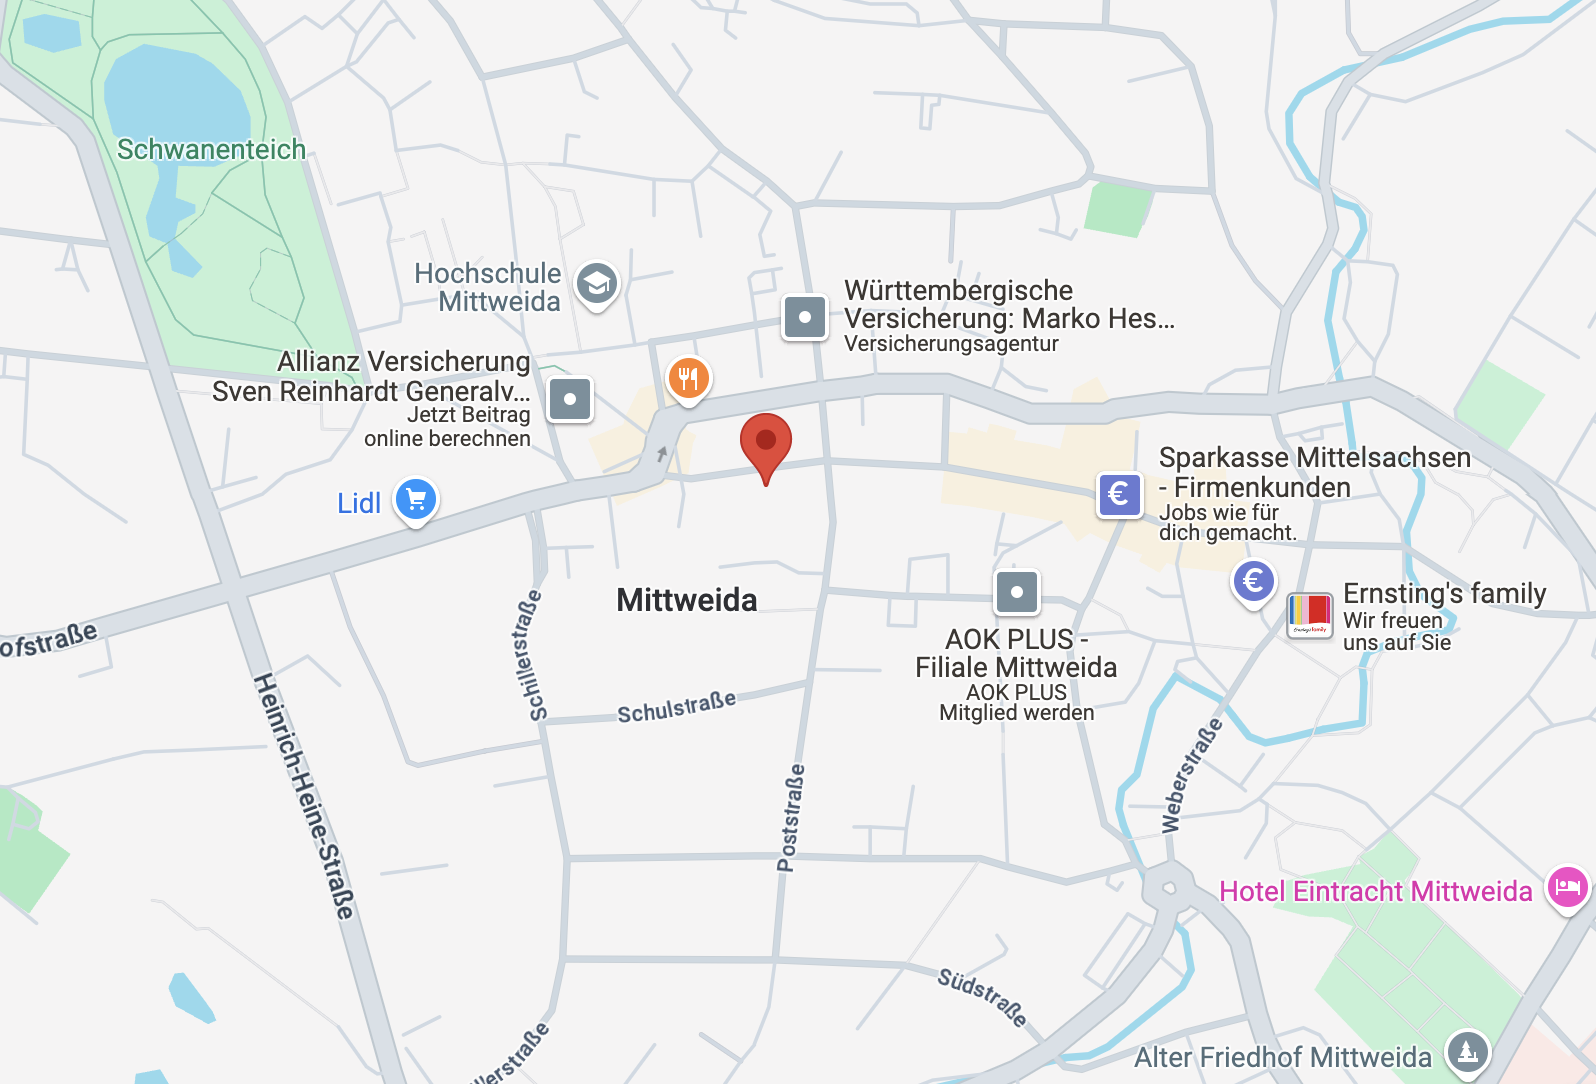 Schwanenteich
Hochschule
Mittweida
Württembergische
Versicherung: Marko Hes...
Versicherungsagentur
Allianz Versicherung
Sven Reinhardt Generalv...
Jetzt Beitrag
online berechnen
Lidl
Sparkasse Mittelsachsen
- Firmenkunden
Jobs wie für
dich gemacht.
Mittweida
Ernsting's family
Wir freuen
uns auf Sie
ofstraße
Schillerstraße
AOK PLUS -
Filiale Mittweida
AOK PLUS
Mitglied werden
Schulstraße
Heinrich-Heine-Straße
Poststraße
Weberstraße
Hotel Eintracht Mittweida
Südstraße
llerstraße
Alter Friedhof Mittweida